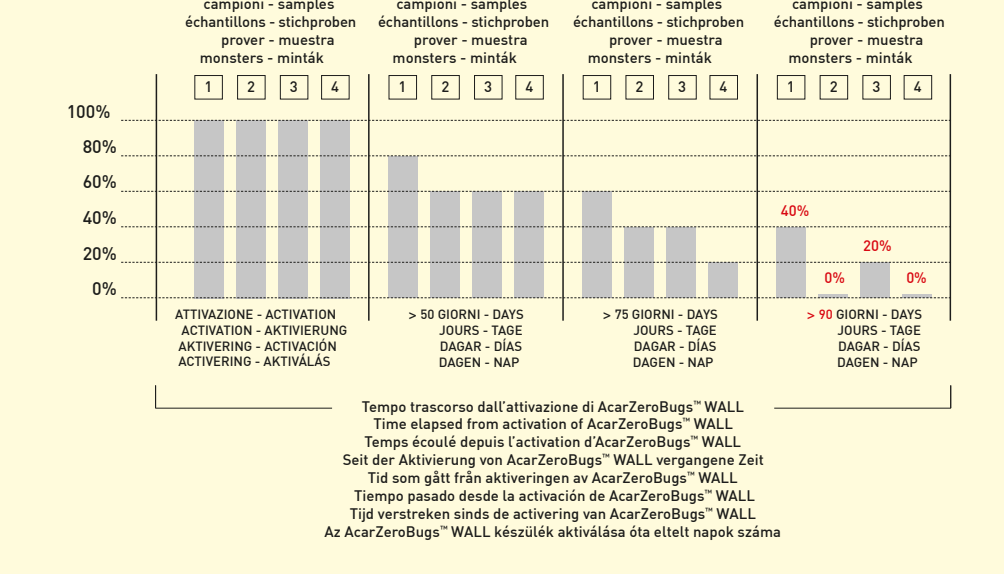 campioni - samples
échantillons - stichproben
prover - muestra
monsters - minták
campioni - samples
échantillons - stichproben
prover - muestra
monsters - minták
campioni - samples
échantillons - stichproben
prover - muestra
monsters - minták
campioni - samples
échantillons - stichproben
prover - muestra
monsters - minták
1 2 3 4 1 2 3 4 1 2 3 4 1 2 3 4
100%
80%
60%
40%
20%
0%
40%
20%
0% 0%
ATTIVAZIONE - ACTIVATION
ACTIVATION - AKTIVIERUNG
AKTIVERING - ACTIVACIÓN
ACTIVERING - AKTIVÁLÁS
> 50 GIORNI - DAYS
JOURS - TAGE
DAGAR - DÍAS
DAGEN - NAP
> 75 GIORNI - DAYS
JOURS - TAGE
DAGAR - DÍAS
DAGEN - NAP
> 90 GIORNI - DAYS
JOURS - TAGE
DAGAR - DÍAS
DAGEN - NAP
Tempo trascorso dall'attivazione di AcarZeroBugs™ WALL
Time elapsed from activation of AcarZeroBugs™ WALL
Temps écoulé depuis l'activation d'AcarZeroBugs™ WALL
Seit der Aktivierung von AcarZeroBugs™ WALL vergangene Zeit
Tid som gått från aktiveringen av AcarZeroBugs™ WALL
Tiempo pasado desde la activación de AcarZeroBugs™ WALL
Tijd verstreken sinds de activering van AcarZeroBugs™ WALL
Az AcarZeroBugs™ WALL készülék aktiválása óta eltelt napok száma